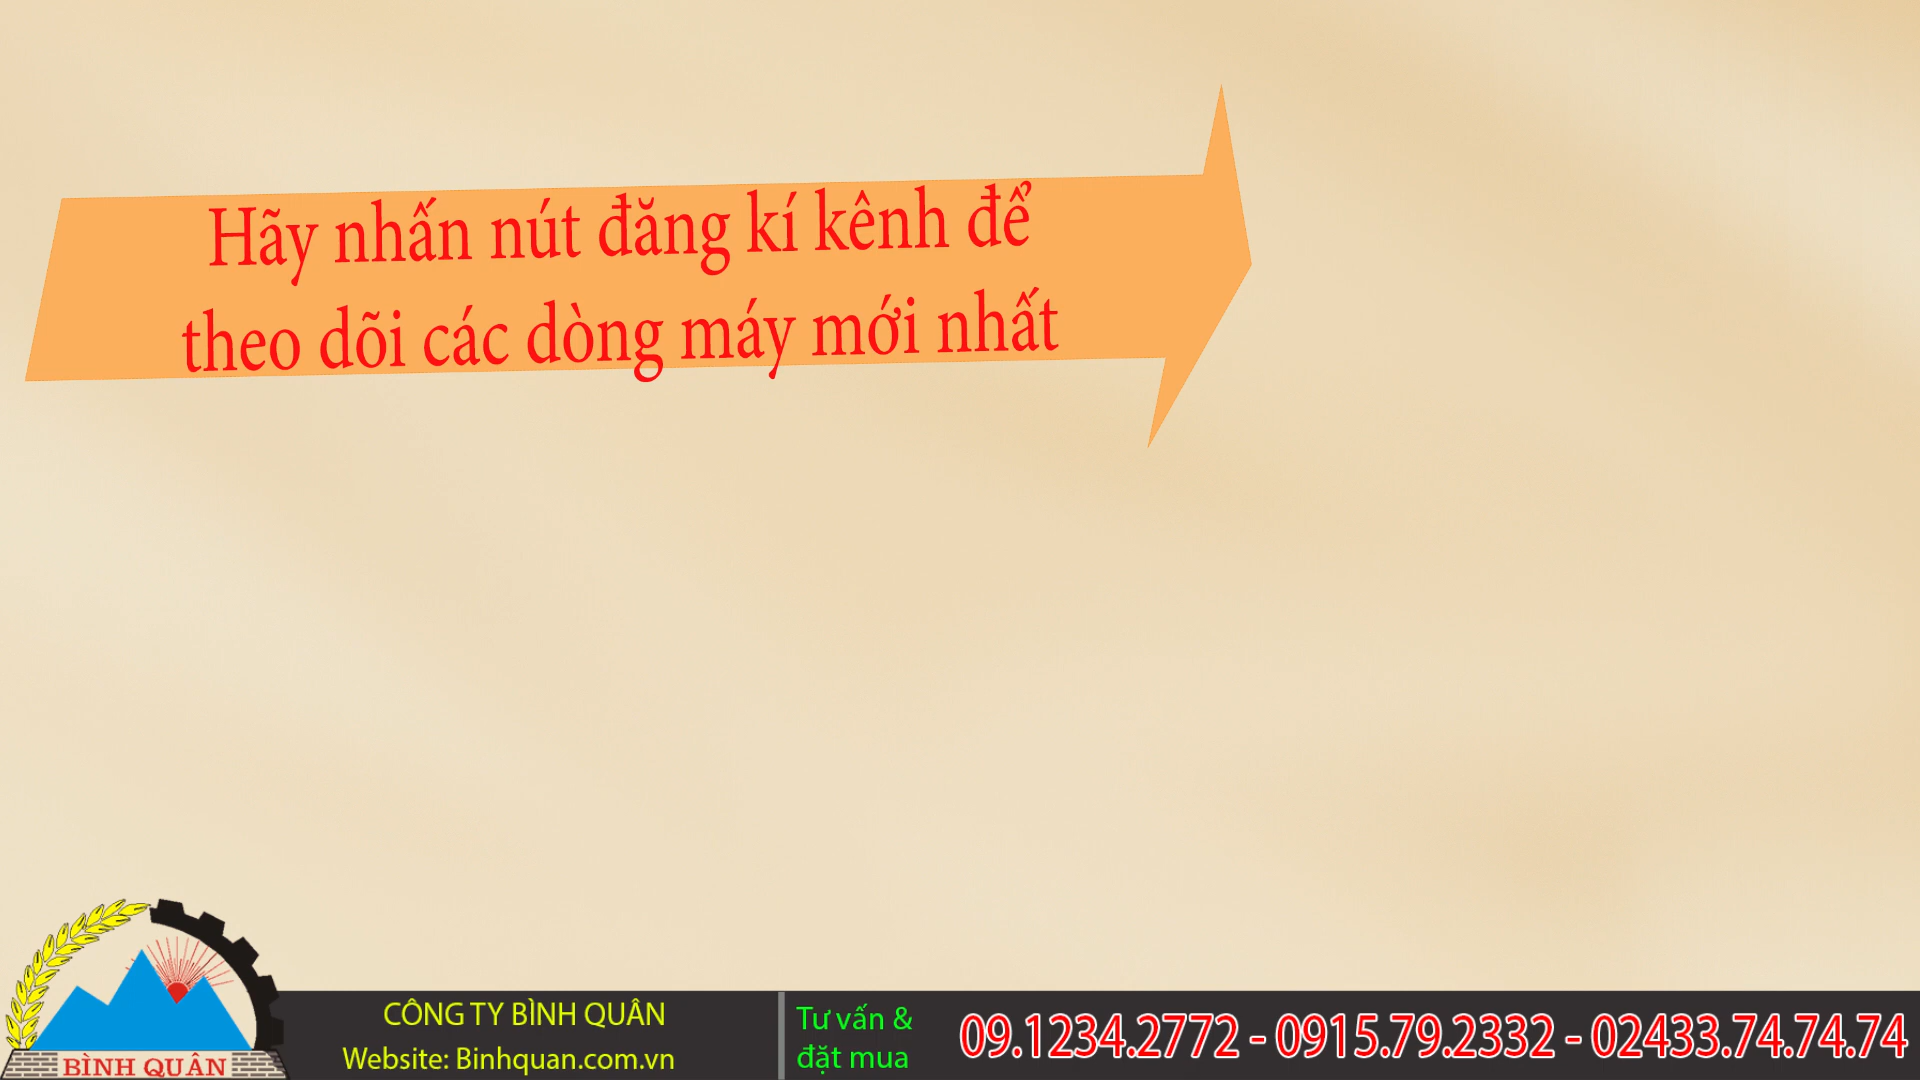 Hãy nhấn nút đăng kí kênh để
theo dõi các dòng máy mới nhất
BÌNH QUÂN
CÔNG TY BÌNH QUÂN
Website: Binhquan.com.vn
Tư vấn &
đặt mua
09.1234.2772 - 0915.79.2332 - 02433.74.74.74